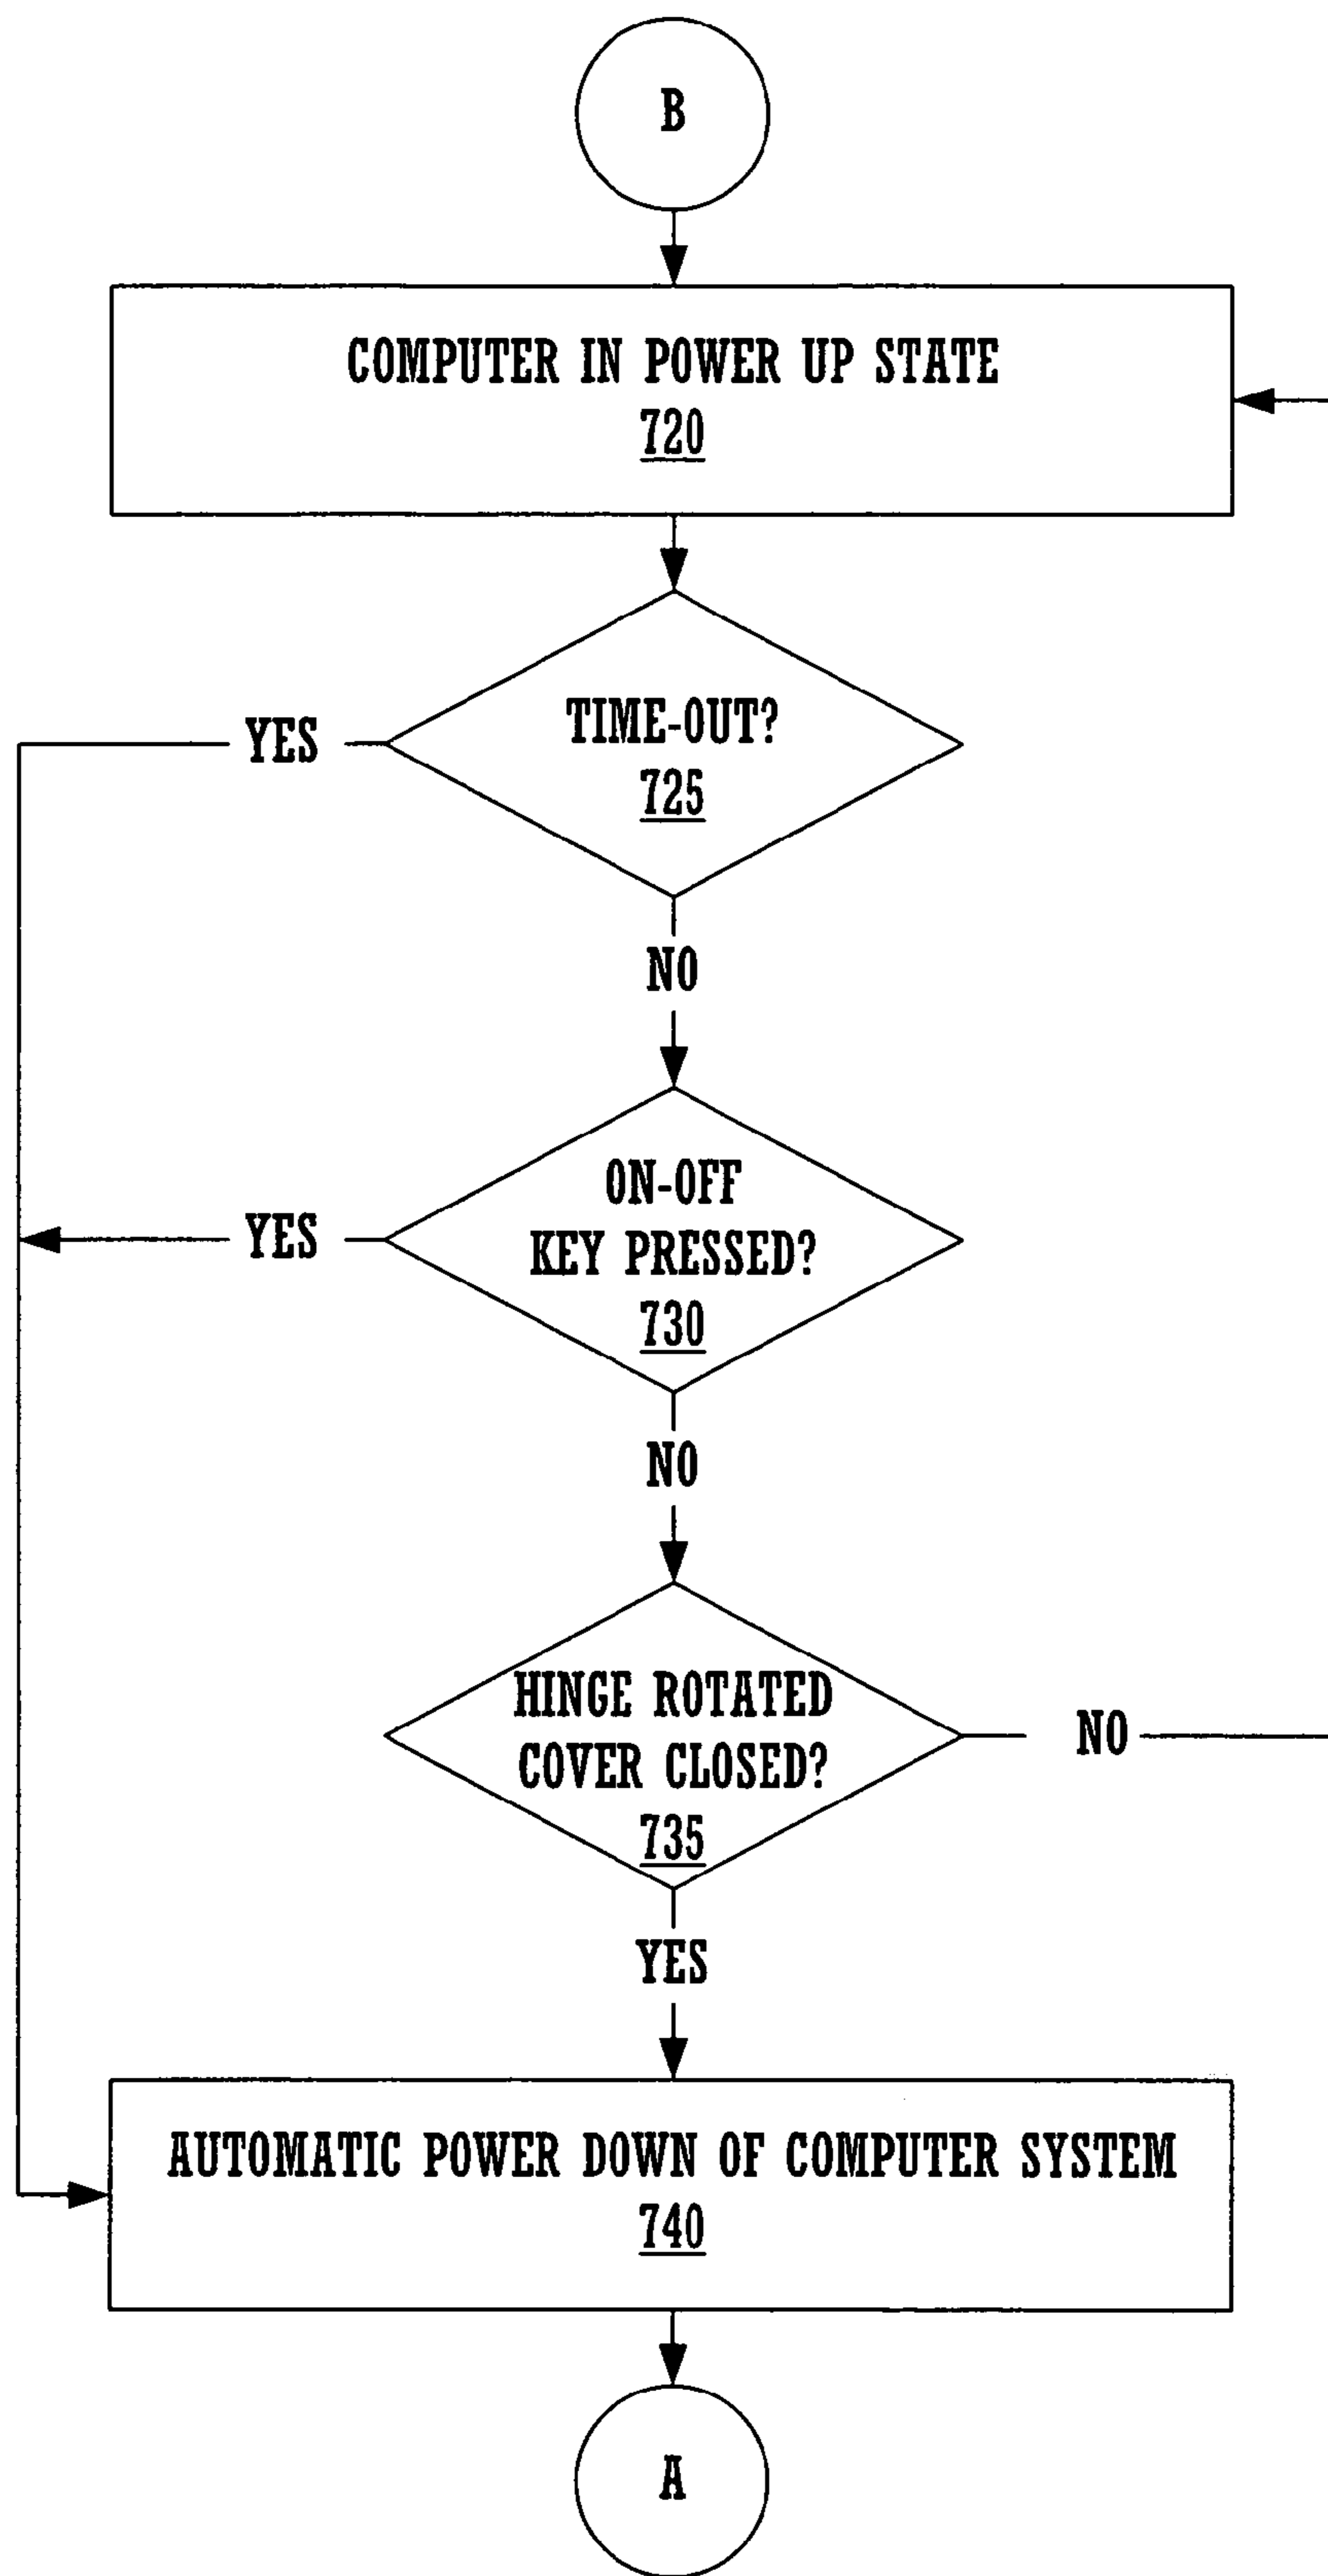 B
COMPUTER IN POWER UP STATE
720
TIME-OUT?
725
YES
NO
ON-OFF
KEY PRESSED?
730
YES
NO
HINGE ROTATED
COVER CLOSED?
735
NO
YES
AUTOMATIC POWER DOWN OF COMPUTER SYSTEM
740
A